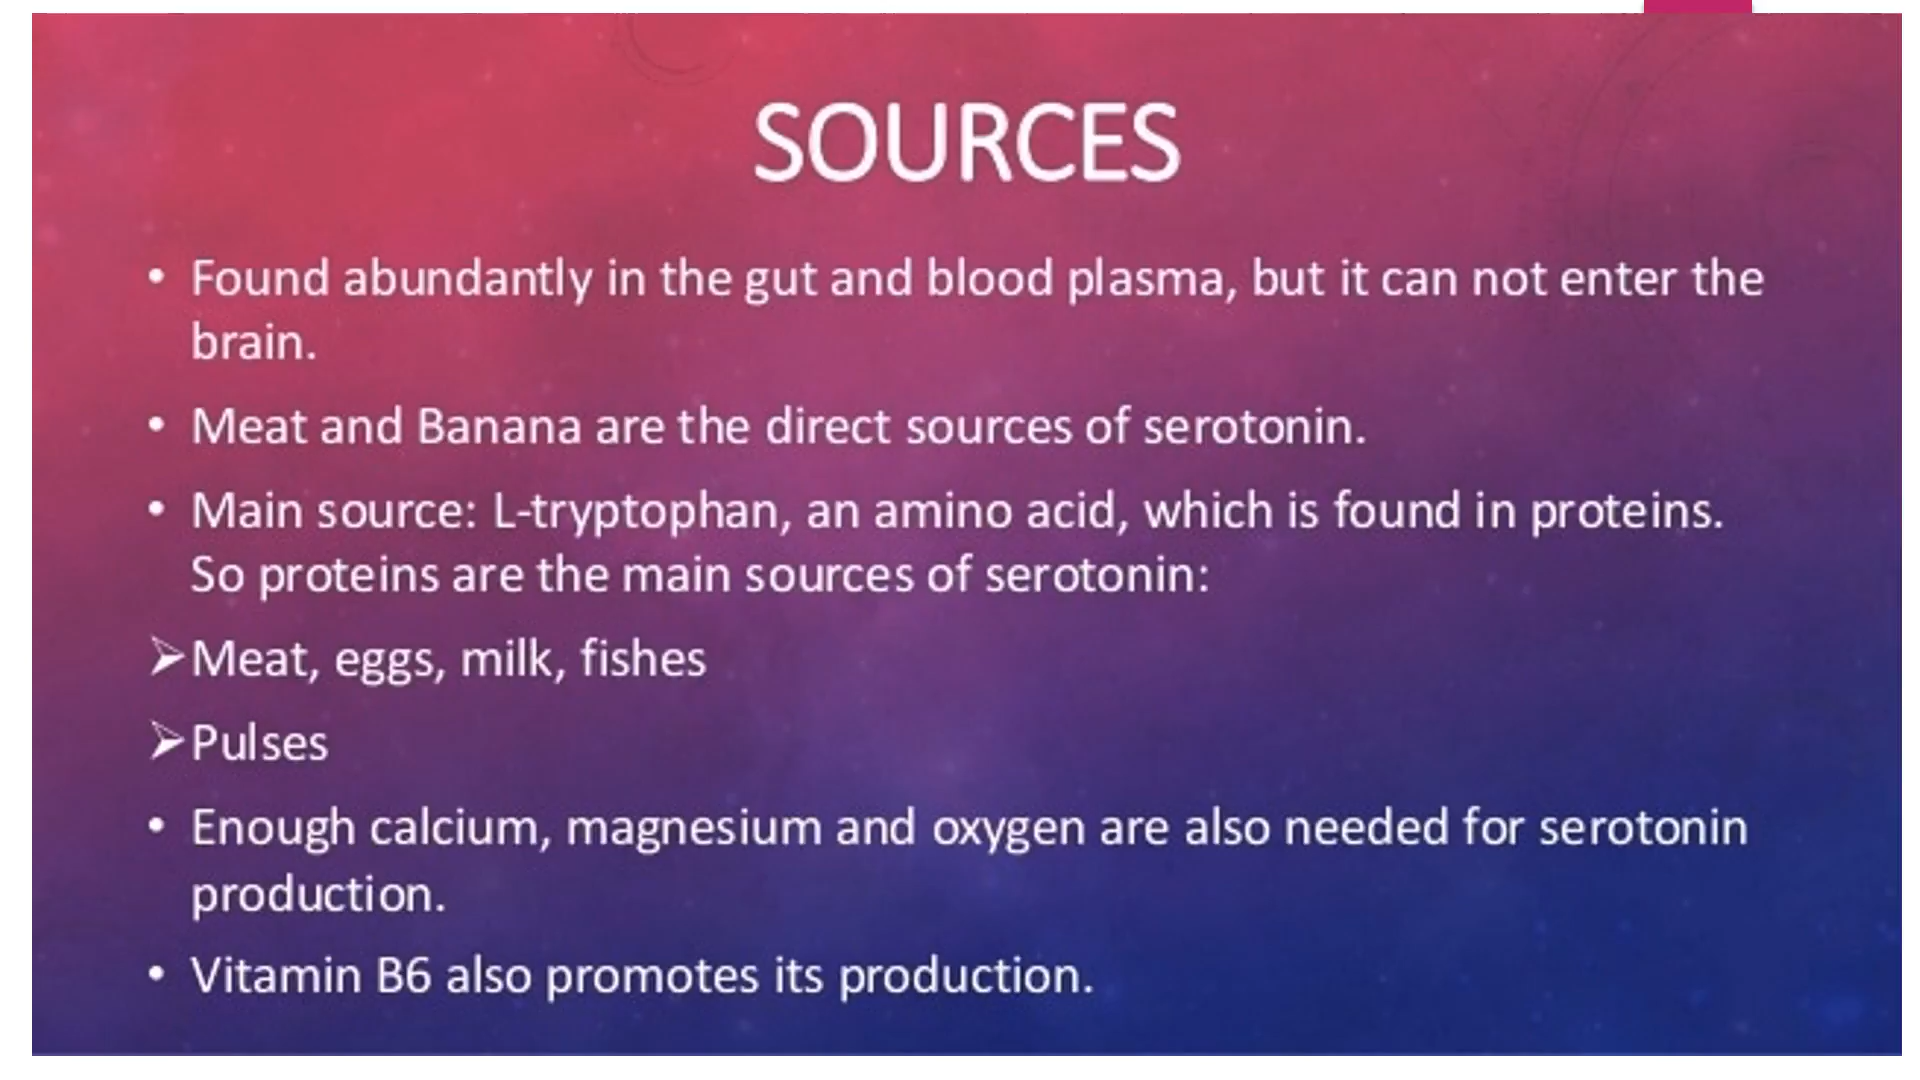 SOURCES
• Found abundantly in the gut and blood plasma, but it can not enter the
brain.
• Meat and Banana are the direct sources of serotonin.
• Main source: L-tryptophan, an amino acid, which is found in proteins.
So proteins are the main sources of serotonin:
➢Meat, eggs, milk, fishes
➢Pulses
• Enough calcium, magnesium and oxygen are also needed for serotonin
production.
• Vitamin B6 also promotes its production.